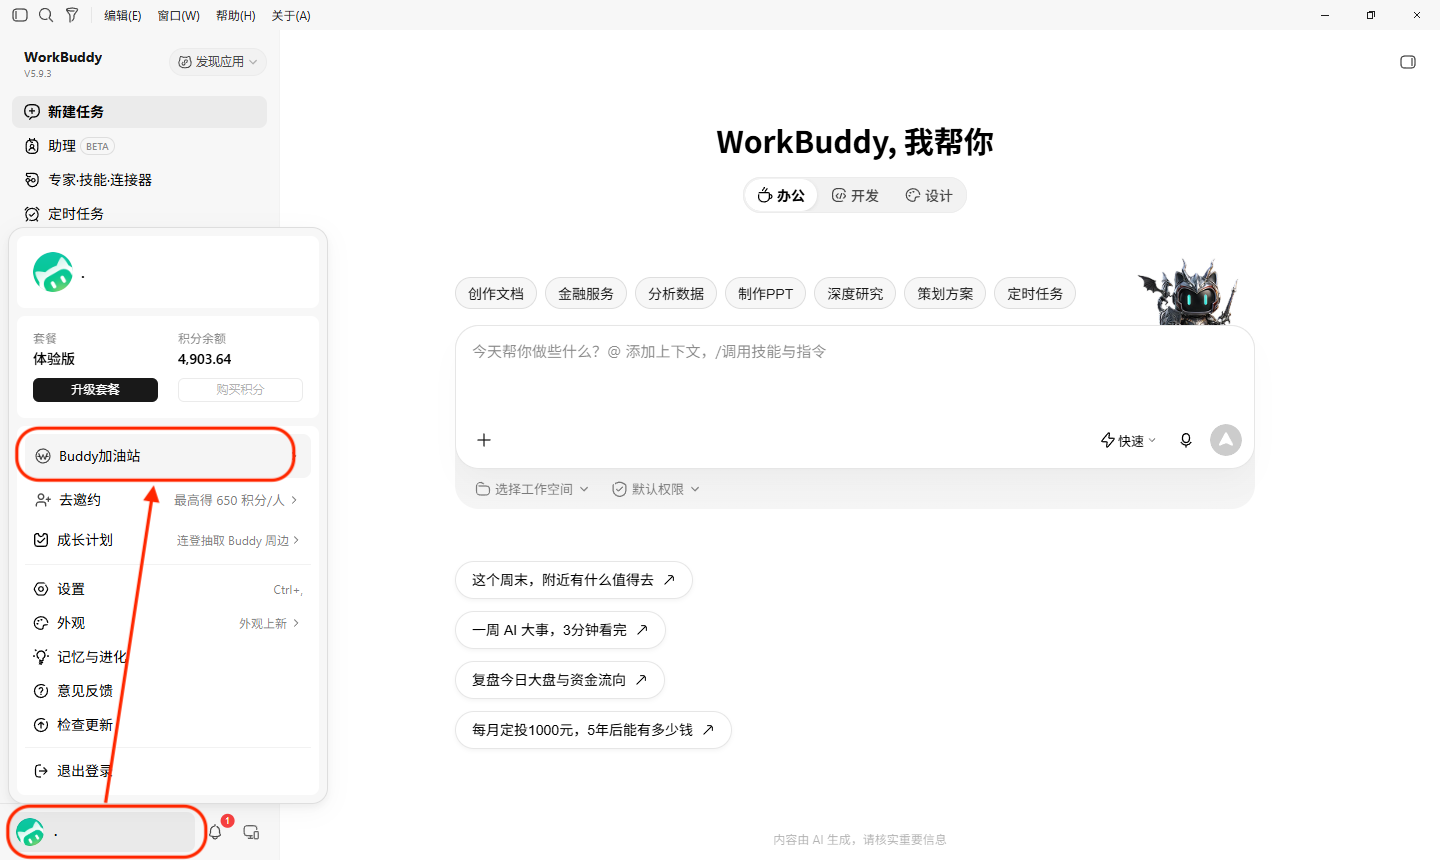 编辑(E) 窗口(W) 帮助(H) 关于(A)
WorkBuddy
V5.9.3
发现应用
新建任务
助理 BETA
专家·技能·连接器
定时任务
.
套餐 积分余额
体验版 4,903.64
升级套餐 购买积分
Buddy加油站
去邀约 最高得 650 积分/人
成长计划 连登抽取 Buddy 周边
设置 Ctrl+,
外观 外观上新
记忆与进化
意见反馈
检查更新
退出登录
.
1
WorkBuddy, 我帮你
办公 开发 设计
创作文档 金融服务 分析数据 制作PPT 深度研究 策划方案 定时任务
今天帮你做些什么？@ 添加上下文，/调用技能与指令
快速
选择工作空间 默认权限
这个周末，附近有什么值得去
一周 AI 大事，3分钟看完
复盘今日大盘与资金流向
每月定投1000元，5年后能有多少钱
内容由 AI 生成，请核实重要信息